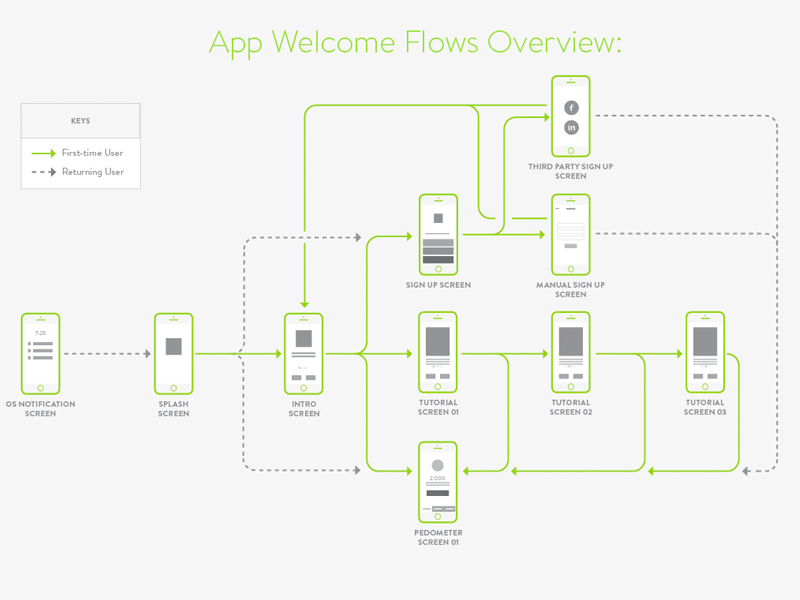 App Welcome Flows Overview:
KEYS
First-time User
Returning User
f
in
THIRD PARTY SIGN UP
SCREEN
SIGN UP SCREEN
MANUAL SIGN UP
SCREEN
7:25
OS NOTIFICATION
SCREEN
SPLASH
SCREEN
INTRO
SCREEN
TUTORIAL
SCREEN 01
TUTORIAL
SCREEN 02
TUTORIAL
SCREEN 03
2 000
PEDOMETER
SCREEN 01